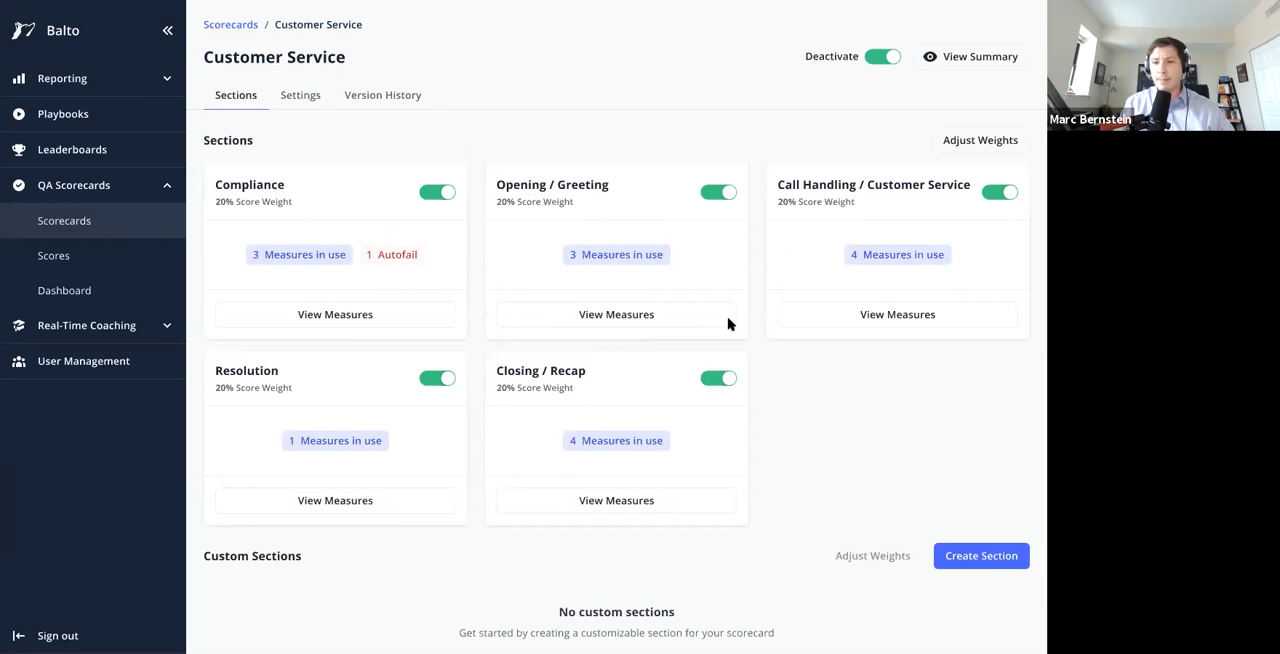 Balto
Reporting
Playbooks
Leaderboards
QA Scorecards
Scorecards
Scores
Dashboard
Real-Time Coaching
User Management
Sign out
Scorecards / Customer Service
Customer Service
Deactivate
View Summary
Sections Settings Version History
Sections
Adjust Weights
Compliance
20% Score Weight
3 Measures in use 1 Autofail
View Measures
Opening / Greeting
20% Score Weight
3 Measures in use
View Measures
Call Handling / Customer Service
20% Score Weight
4 Measures in use
View Measures
Resolution
20% Score Weight
1 Measures in use
View Measures
Closing / Recap
20% Score Weight
4 Measures in use
View Measures
Custom Sections
Adjust Weights
Create Section
No custom sections
Get started by creating a customizable section for your scorecard
Marc Bernstein